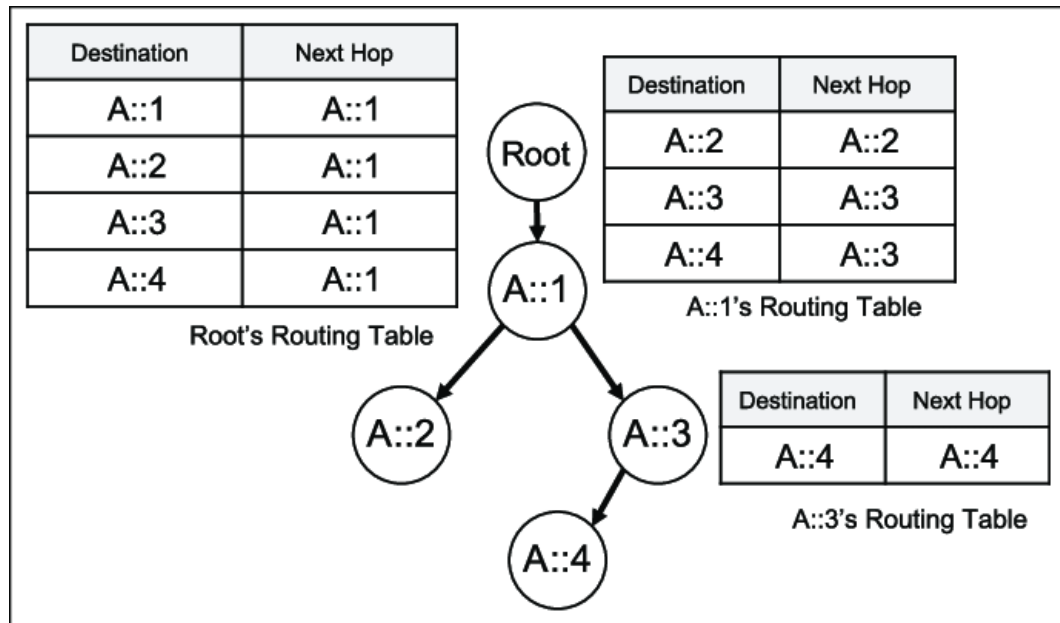 Destination Next Hop
A::1 A::1
A::2 A::1
A::3 A::1
A::4 A::1
Root's Routing Table
Root
A::1
A::2
A::3
A::4
Destination Next Hop
A::2 A::2
A::3 A::3
A::4 A::3
A::1's Routing Table
Destination Next Hop
A::4 A::4
A::3's Routing Table